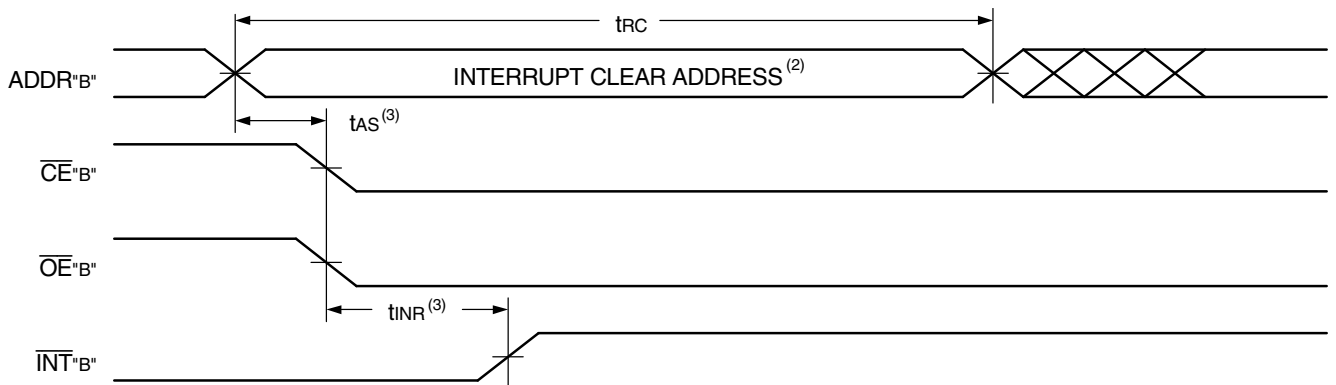 tRC
ADDR"B"
INTERRUPT CLEAR ADDRESS(2)
tAS(3)
CE"B"
OE"B"
tINR(3)
INT"B"